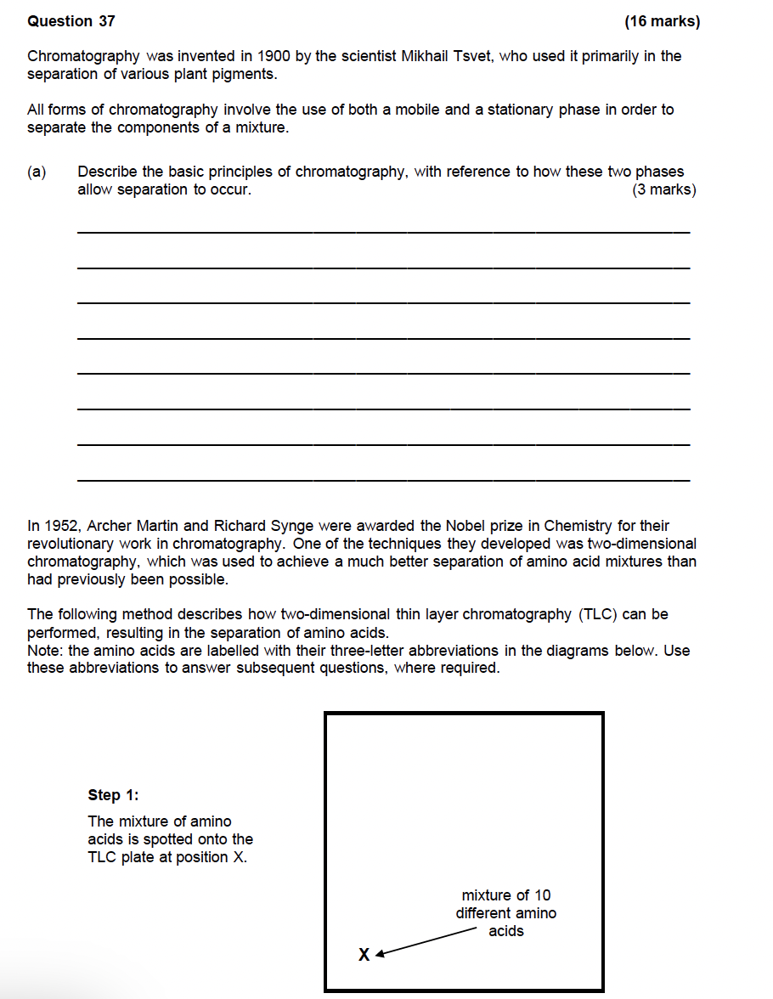 Question 37 (16 marks)
Chromatography was invented in 1900 by the scientist Mikhail Tsvet, who used it primarily in the
separation of various plant pigments.
All forms of chromatography involve the use of both a mobile and a stationary phase in order to
separate the components of a mixture.
(a) Describe the basic principles of chromatography, with reference to how these two phases
allow separation to occur. (3 marks)
In 1952, Archer Martin and Richard Synge were awarded the Nobel prize in Chemistry for their
revolutionary work in chromatography. One of the techniques they developed was two-dimensional
chromatography, which was used to achieve a much better separation of amino acid mixtures than
had previously been possible.
The following method describes how two-dimensional thin layer chromatography (TLC) can be
performed, resulting in the separation of amino acids.
Note: the amino acids are labelled with their three-letter abbreviations in the diagrams below. Use
these abbreviations to answer subsequent questions, where required.
Step 1:
The mixture of amino
acids is spotted onto the
TLC plate at position X.
mixture of 10
different amino
acids
X